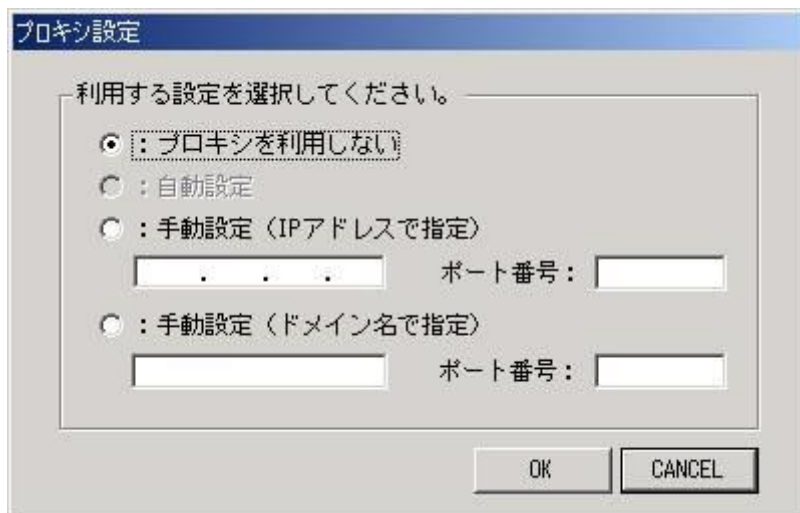 プロキシ設定
利用する設定を選択してください。
：プロキシを利用しない
：自動設定
：手動設定（IPアドレスで指定）
. . . ポート番号：
：手動設定（ドメイン名で指定）
ポート番号：
OK CANCEL